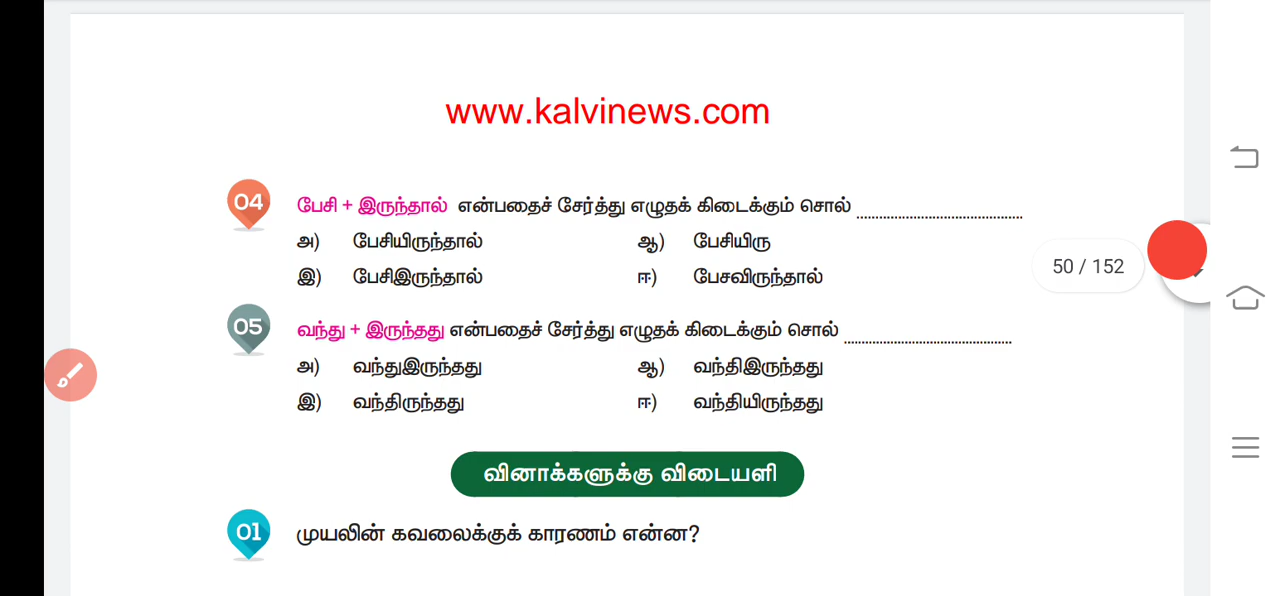 www.kalvinews.com
04 பேசி + இருந்தால் என்பதைச் சேர்த்து எழுதக் கிடைக்கும் சொல் ........................................
அ) பேசியிருந்தால் ஆ) பேசியிரு
இ) பேசிஇருந்தால் ஈ) பேசவிருந்தால்
50 / 152
05 வந்து + இருந்தது என்பதைச் சேர்த்து எழுதக் கிடைக்கும் சொல் ........................................
அ) வந்துஇருந்தது ஆ) வந்திஇருந்தது
இ) வந்திருந்தது ஈ) வந்தியிருந்தது
வினாக்களுக்கு விடையளி
01 முயலின் கவலைக்குக் காரணம் என்ன?